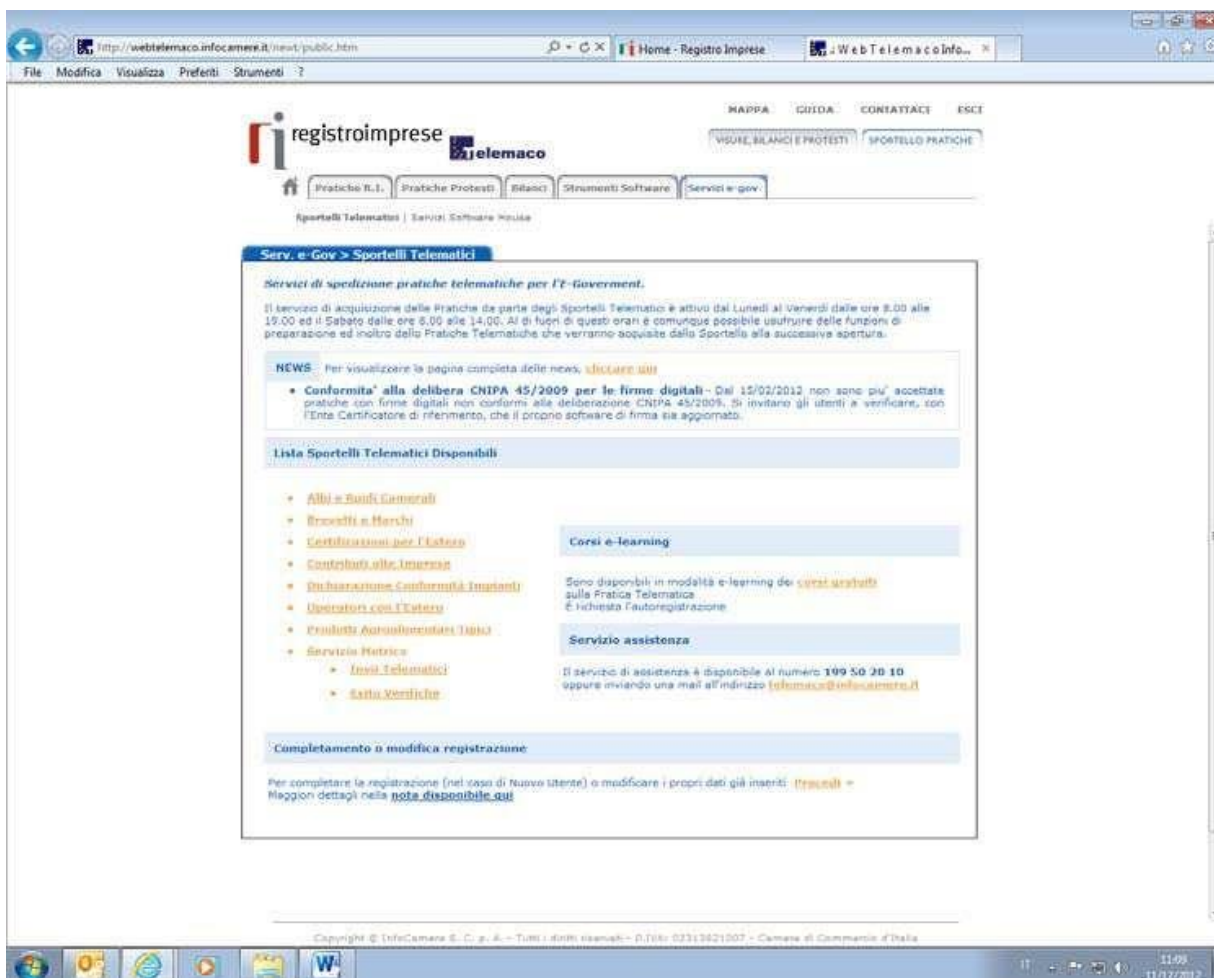 http://webtelemaco.infocamere.it/newt/public.htm
Home - Registro Imprese
WebTelemacoInfo...
File Modifica Visualizza Preferiti Strumenti ?
MAPPA GUIDA CONTATTACI ESCI
registroimprese
Telemaco
VISURE, BILANCI E PROTESTI SPORTELLO PRATICHE
Pratiche R.I. Pratiche Protesti Bilanci Strumenti Software Servizi e-gov
Sportelli Telematici | Servizi Software House
Serv. e-Gov > Sportelli Telematici
Servizi di spedizione pratiche telematiche per l'E-Goverment.
Il servizio di acquisizione delle Pratiche da parte degli Sportelli Telematici è attivo dal Lunedì al Venerdì dalle ore 8.00 alle
19.00 ed il Sabato dalle ore 8.00 alle 14.00. Al di fuori di questi orari è comunque possibile usufruire delle funzioni di
preparazione ed inoltro delle Pratiche Telematiche che verranno acquisite dallo Sportello alla successiva apertura.
NEWS Per visualizzare la pagina completa delle news, cliccare qui
• Conformita' alla delibera CNIPA 45/2009 per le firme digitali - Dal 15/02/2012 non sono piu' accettate
pratiche con firme digitali non conformi alla deliberazione CNIPA 45/2009. Si invitano gli utenti a verificare, con
l'Ente Certificatore di riferimento, che il proprio software di firma sia aggiornato.
Lista Sportelli Telematici Disponibili
• Albi e Ruoli Camerali
• Brevetti e Marchi
• Certificazioni per l'Estero
• Contributi alle Imprese
• Dichiarazione Conformità Impianti
• Operatori con l'Estero
• Prodotti Agroalimentari Tipici
• Servizio Metrico
• Invii Telematici
• Esito Verifiche
Corsi e-learning
Sono disponibili in modalità e-learning dei corsi gratuiti
sulla Pratica Telematica
È richiesta l'autoregistrazione
Servizio assistenza
Il servizio di assistenza è disponibile al numero 199 50 20 10
oppure inviando una mail all'indirizzo telemaco@infocamere.it
Completamento o modifica registrazione
Per completare la registrazione (nel caso di Nuovo Utente) o modificare i propri dati già inseriti Procedi »
Maggiori dettagli nella nota disponibile qui
Copyright © InfoCamere S. C. p. A. - Tutti i diritti riservati - P.IVA: 02313821007 - Camere di Commercio d'Italia
IT
11:09
11/12/2012